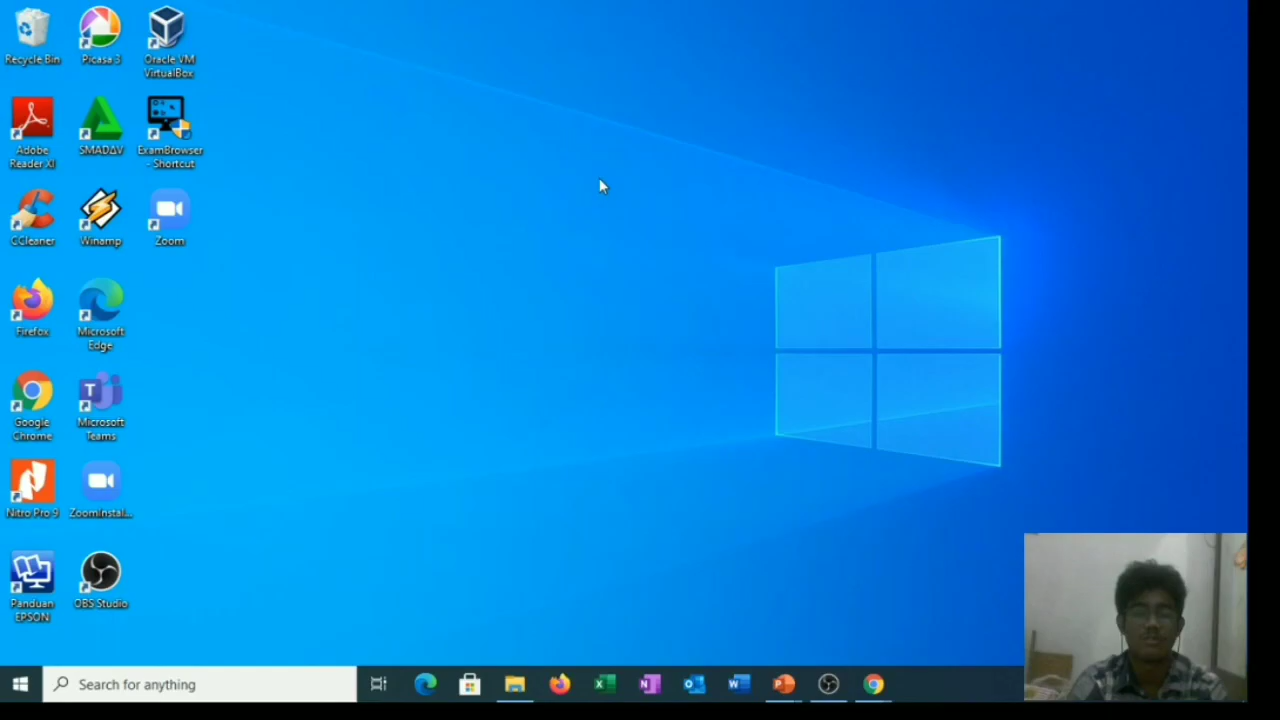 Recycle Bin
Picasa 3
Oracle VM
VirtualBox
Adobe
Reader XI
SMADΔV
ExamBrowser
- Shortcut
CCleaner
Winamp
Zoom
Firefox
Microsoft
Edge
Google
Chrome
Microsoft
Teams
Nitro Pro 9
ZoomInstal...
Panduan
EPSON
OBS Studio
Search for anything